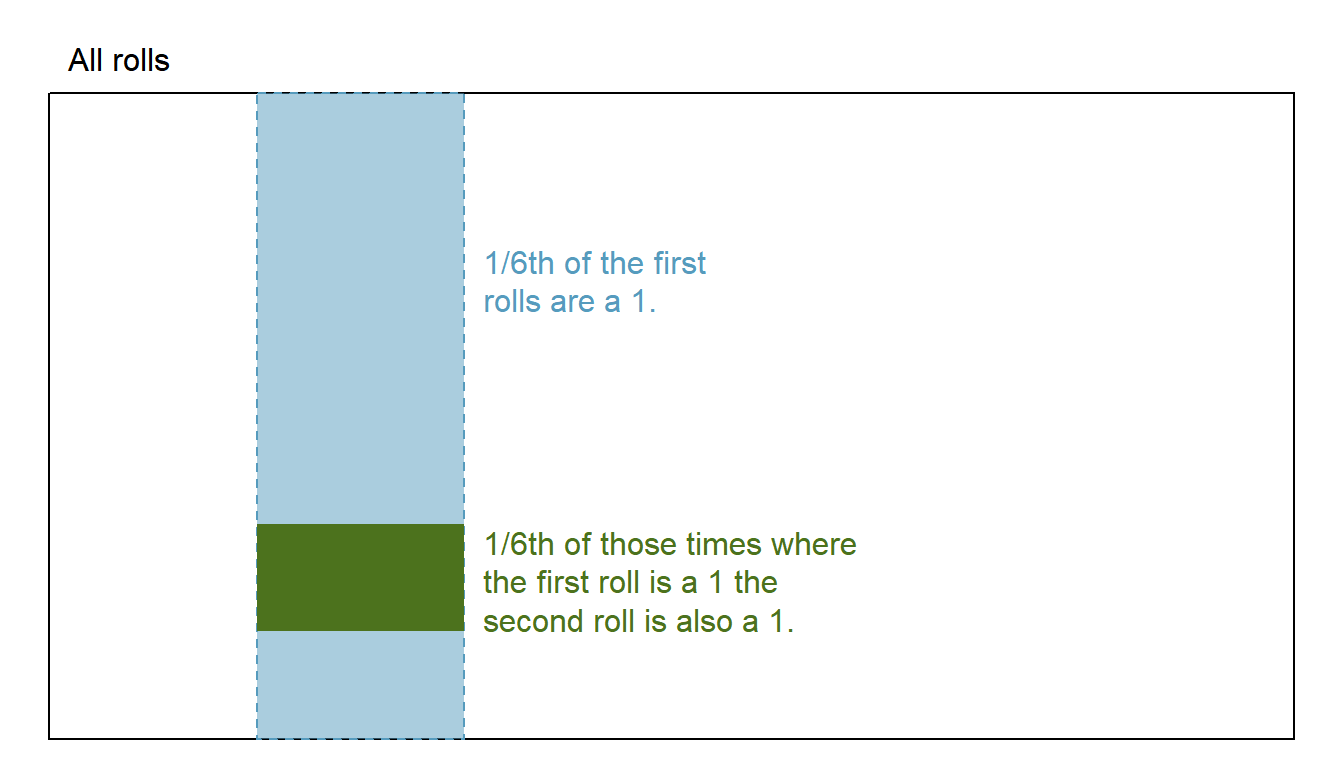 All rolls
1/6th of the first
rolls are a 1.
1/6th of those times where
the first roll is a 1 the
second roll is also a 1.